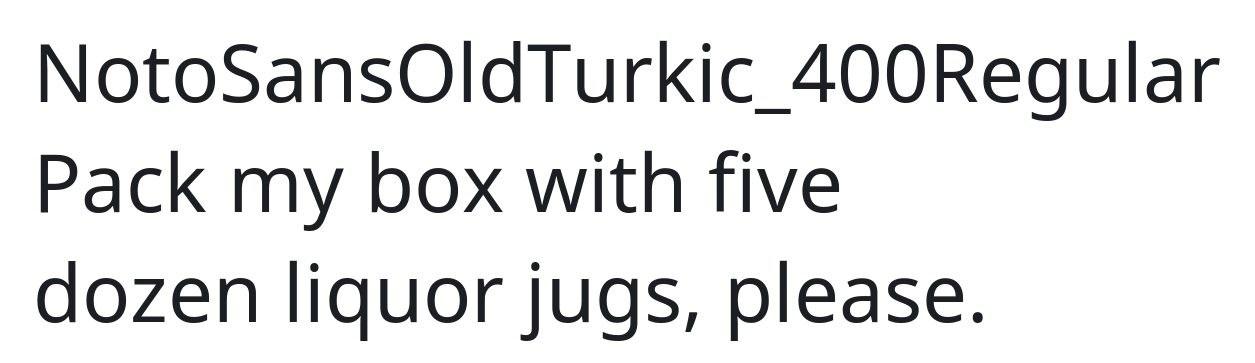 NotoSansOldTurkic_400Regular
Pack my box with five
dozen liquor jugs, please.